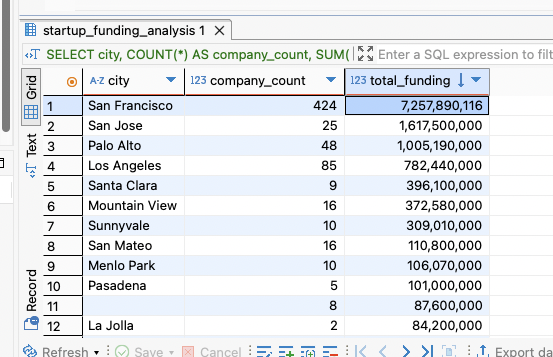 startup_funding_analysis 1
SELECT city, COUNT(*) AS company_count, SUM( Enter a SQL expression to filt
Grid
Text
Record
A-Z city 123 company_count 123 total_funding
1 San Francisco 424 7,257,890,116
2 San Jose 25 1,617,500,000
3 Palo Alto 48 1,005,190,000
4 Los Angeles 85 782,440,000
5 Santa Clara 9 396,100,000
6 Mountain View 16 372,580,000
7 Sunnyvale 10 309,010,000
8 San Mateo 16 110,800,000
9 Menlo Park 10 106,070,000
10 Pasadena 5 101,000,000
11 8 87,600,000
12 La Jolla 2 84,200,000
Refresh Save Cancel Export da